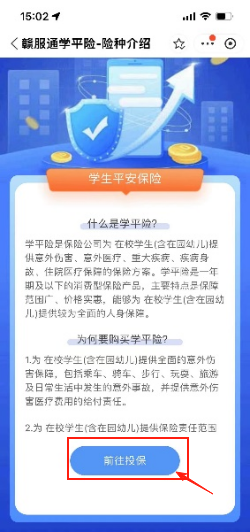 15:02
赣服通学平险-险种介绍
学生平安保险
什么是学平险?
学平险是保险公司为 在校学生(含在园幼儿)提
供意外伤害、意外医疗、重大疾病、疾病身
故、住院医疗保障的保险方案。学平险是一年
期及以下的消费型保险产品，主要特点是保障
范围广、价格实惠，能够为 在校学生(含在园幼
儿)提供较为全面的人身保障。
为何要购买学平险?
1.为 在校学生(含在园幼儿)提供全面的意外伤
害保障，包括乘车、骑车、步行、玩耍、旅游
及日常生活中发生的意外事故，并提供意外伤
害医疗费用的给付责任。
2.为 在校学生(含在园幼儿)提供保险责任范围
前往投保